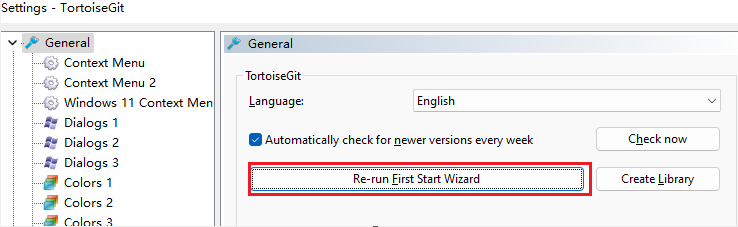 Settings - TortoiseGit
General
Context Menu
Context Menu 2
Windows 11 Context Men
Dialogs 1
Dialogs 2
Dialogs 3
Colors 1
Colors 2
Colors 3
General
TortoiseGit
Language:
English
Automatically check for newer versions every week
Check now
Re-run First Start Wizard
Create Library